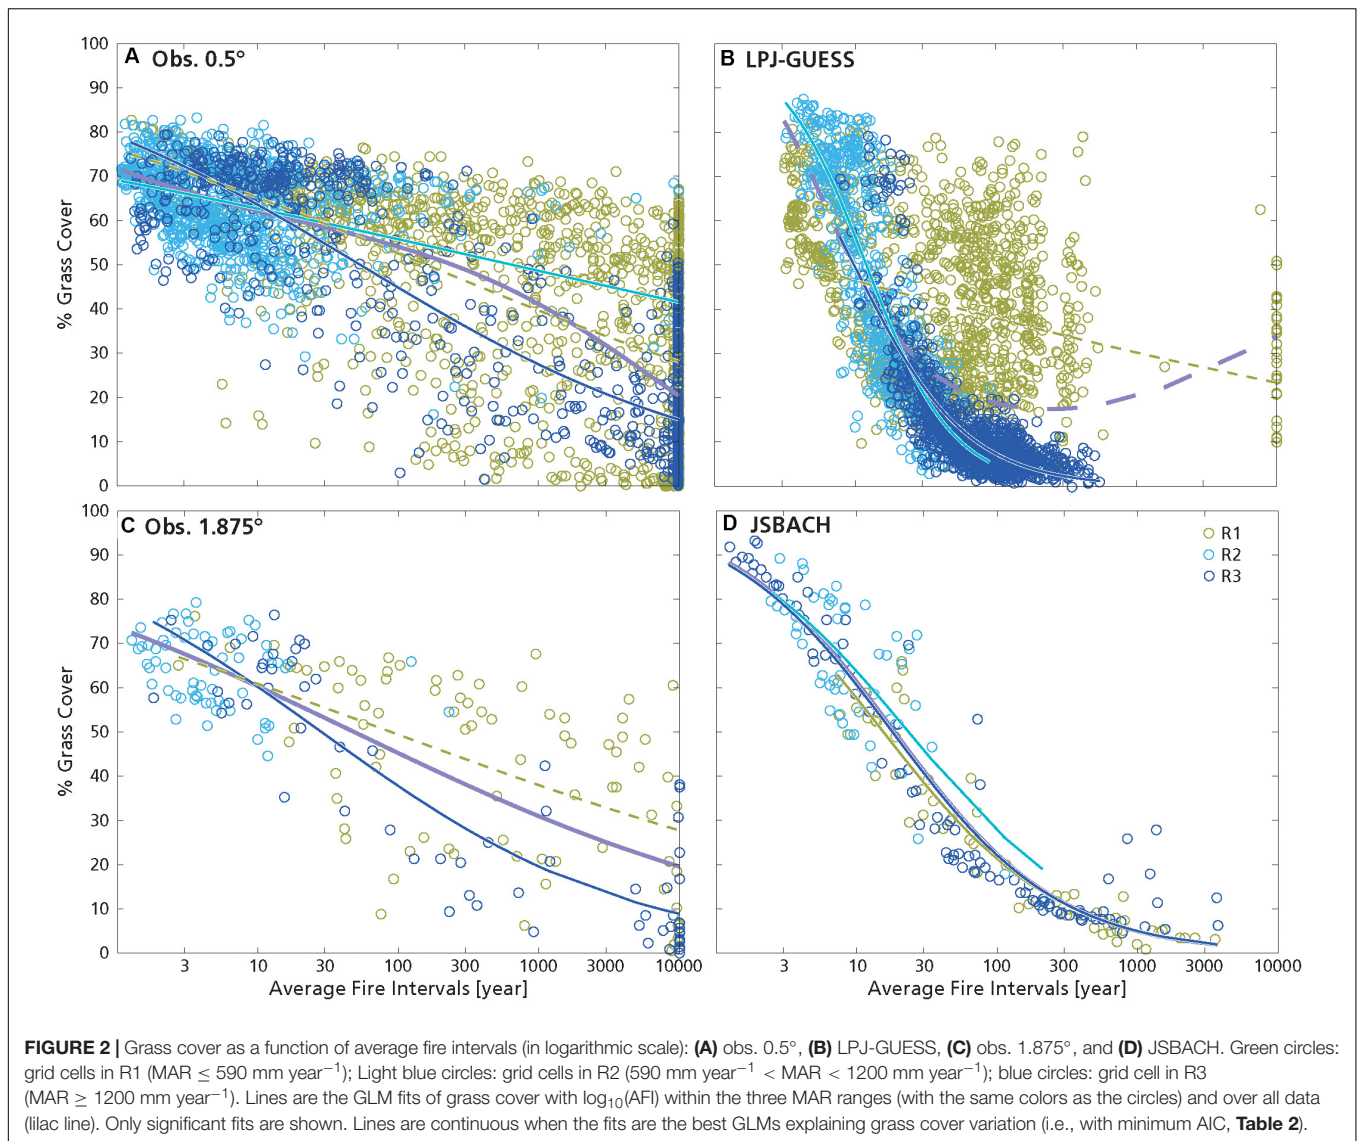 A Obs. 0.5°
100
90
80
70
60
50
40
30
20
10
0
% Grass Cover
B LPJ-GUESS
C Obs. 1.875°
100
90
80
70
60
50
40
30
20
10
0
% Grass Cover
3 10 30 100 300 1000 3000 10000
Average Fire Intervals [year]
D JSBACH
R1
R2
R3
3 10 30 100 300 1000 3000 10000
Average Fire Intervals [year]
FIGURE 2 | Grass cover as a function of average fire intervals (in logarithmic scale): (A) obs. 0.5°, (B) LPJ-GUESS, (C) obs. 1.875°, and (D) JSBACH. Green circles:
grid cells in R1 (MAR ≤ 590 mm year⁻¹); Light blue circles: grid cells in R2 (590 mm year⁻¹ < MAR < 1200 mm year⁻¹); blue circles: grid cell in R3
(MAR ≥ 1200 mm year⁻¹). Lines are the GLM fits of grass cover with log₁₀(AFI) within the three MAR ranges (with the same colors as the circles) and over all data
(lilac line). Only significant fits are shown. Lines are continuous when the fits are the best GLMs explaining grass cover variation (i.e., with minimum AIC, Table 2).